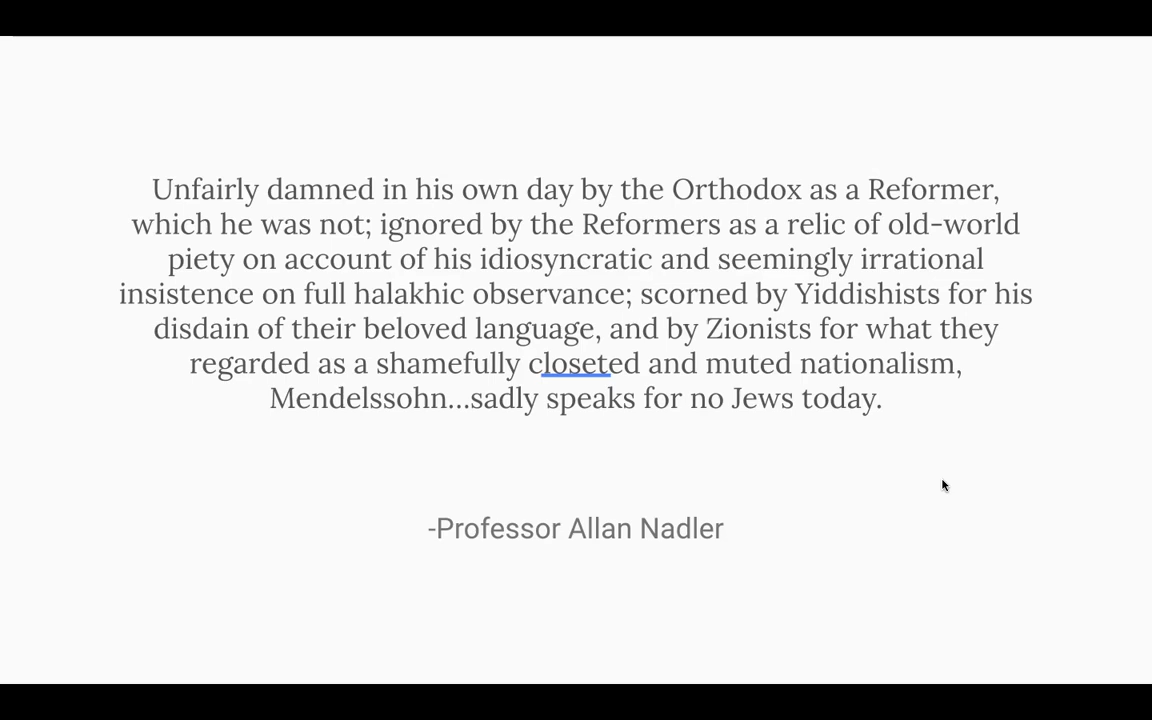 Unfairly damned in his own day by the Orthodox as a Reformer,
which he was not; ignored by the Reformers as a relic of old-world
piety on account of his idiosyncratic and seemingly irrational
insistence on full halakhic observance; scorned by Yiddishists for his
disdain of their beloved language, and by Zionists for what they
regarded as a shamefully closeted and muted nationalism,
Mendelssohn...sadly speaks for no Jews today.
-Professor Allan Nadler